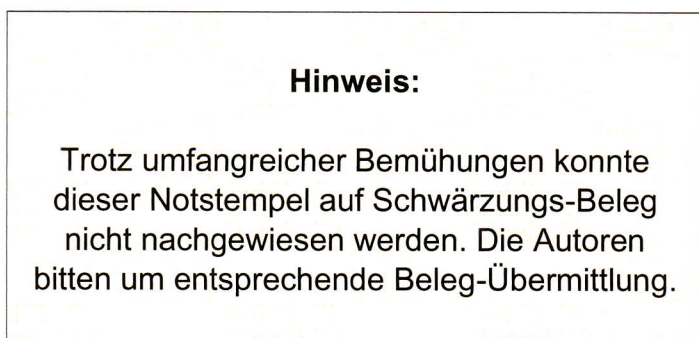 Hinweis:
Trotz umfangreicher Bemühungen konnte
dieser Notstempel auf Schwärzungs-Beleg
nicht nachgewiesen werden. Die Autoren
bitten um entsprechende Beleg-Übermittlung.